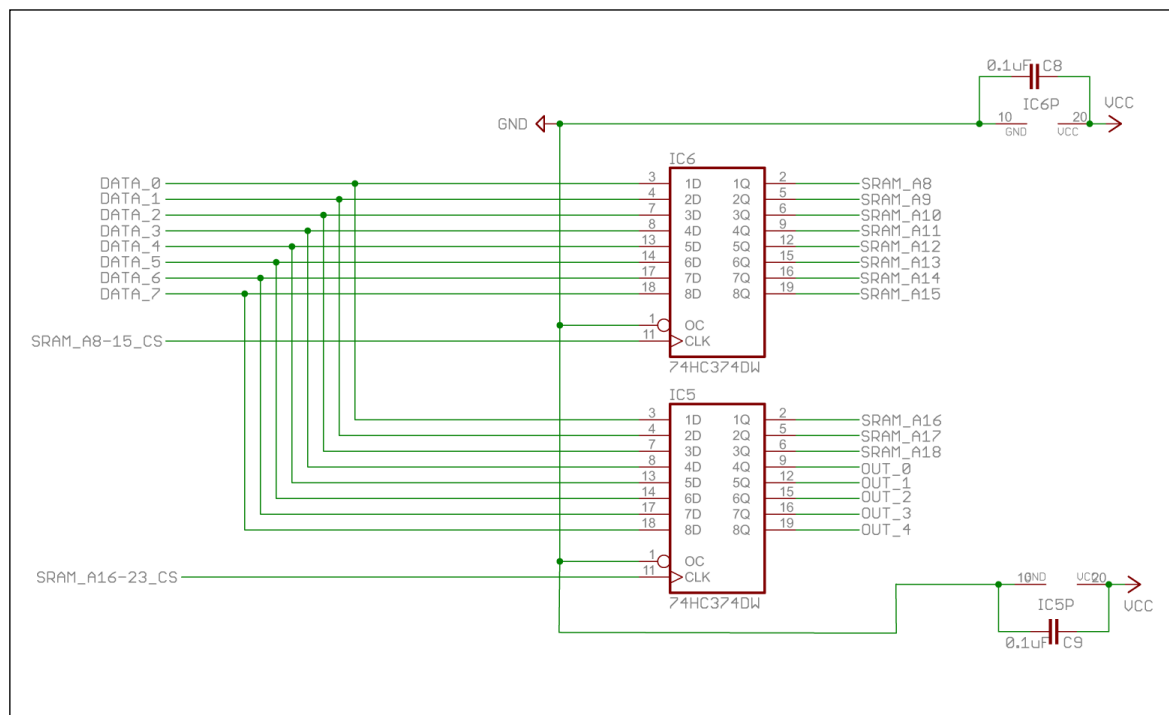 0.1uF C8
IC6P
VCC
GND
10 20
GND VCC
IC6
DATA_0 3 1D 1Q 2 SRAM_A8
DATA_1 4 2D 2Q 5 SRAM_A9
DATA_2 7 3D 3Q 6 SRAM_A10
DATA_3 8 4D 4Q 9 SRAM_A11
DATA_4 13 5D 5Q 12 SRAM_A12
DATA_5 14 6D 6Q 15 SRAM_A13
DATA_6 17 7D 7Q 16 SRAM_A14
DATA_7 18 8D 8Q 19 SRAM_A15
1 OC
SRAM_A8-15_CS 11 CLK
74HC374DW
IC5
3 1D 1Q 2 SRAM_A16
4 2D 2Q 5 SRAM_A17
7 3D 3Q 6 SRAM_A18
8 4D 4Q 9 OUT_0
13 5D 5Q 12 OUT_1
14 6D 6Q 15 OUT_2
17 7D 7Q 16 OUT_3
18 8D 8Q 19 OUT_4
1 OC
SRAM_A16-23_CS 11 CLK
74HC374DW
10 GND VCC 20
IC5P VCC
0.1uF C9